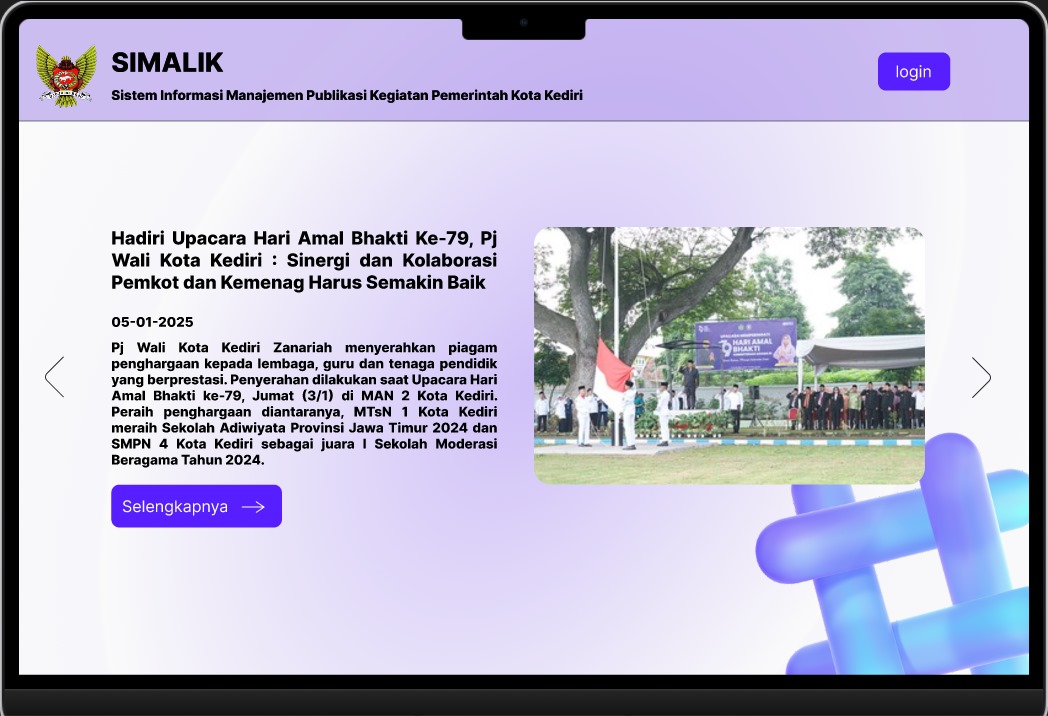 SIMALIK
Sistem Informasi Manajemen Publikasi Kegiatan Pemerintah Kota Kediri
login
Hadiri Upacara Hari Amal Bhakti Ke-79, Pj
Wali Kota Kediri : Sinergi dan Kolaborasi
Pemkot dan Kemenag Harus Semakin Baik
05-01-2025
Pj Wali Kota Kediri Zanariah menyerahkan piagam
penghargaan kepada lembaga, guru dan tenaga pendidik
yang berprestasi. Penyerahan dilakukan saat Upacara Hari
Amal Bhakti ke-79, Jumat (3/1) di MAN 2 Kota Kediri.
Peraih penghargaan diantaranya, MTsN 1 Kota Kediri
meraih Sekolah Adiwiyata Provinsi Jawa Timur 2024 dan
SMPN 4 Kota Kediri sebagai juara I Sekolah Moderasi
Beragama Tahun 2024.
Selengkapnya
HARI AMAL
BHAKTI